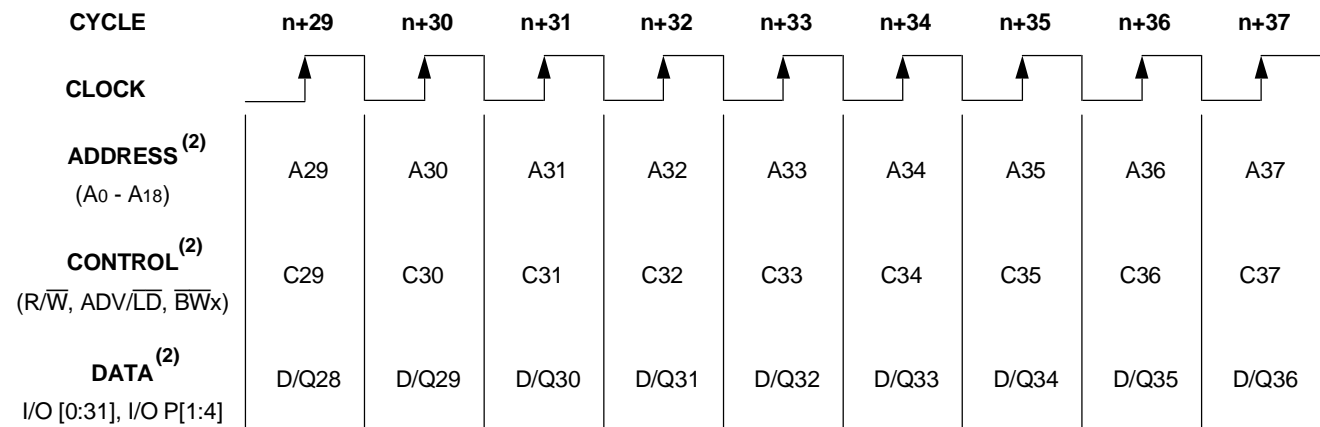 CYCLE n+29 n+30 n+31 n+32 n+33 n+34 n+35 n+36 n+37
CLOCK
ADDRESS(2)
(A0 - A18) A29 A30 A31 A32 A33 A34 A35 A36 A37
CONTROL(2)
(R/W̅, ADV/L̅D̅, B̅W̅x) C29 C30 C31 C32 C33 C34 C35 C36 C37
DATA(2)
I/O [0:31], I/O P[1:4] D/Q28 D/Q29 D/Q30 D/Q31 D/Q32 D/Q33 D/Q34 D/Q35 D/Q36